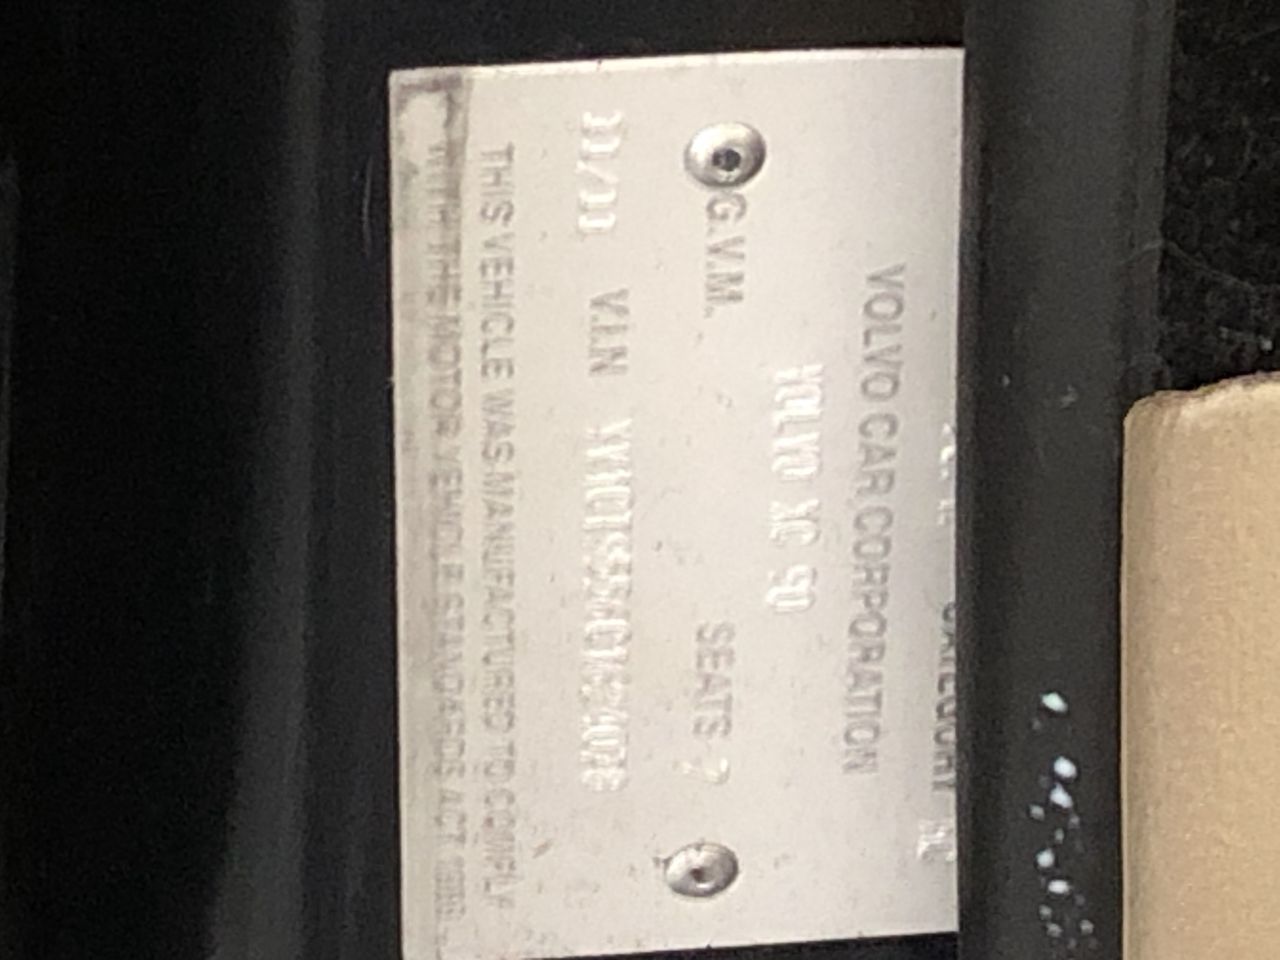 CATEGORY
VOLVO CAR CORPORATION
VOLVO XC 90
G.V.M. SEATS 7
V.I.N
THIS VEHICLE WAS MANUFACTURED TO COMPLY
WITH THE MOTOR VEHICLE STANDARDS ACT